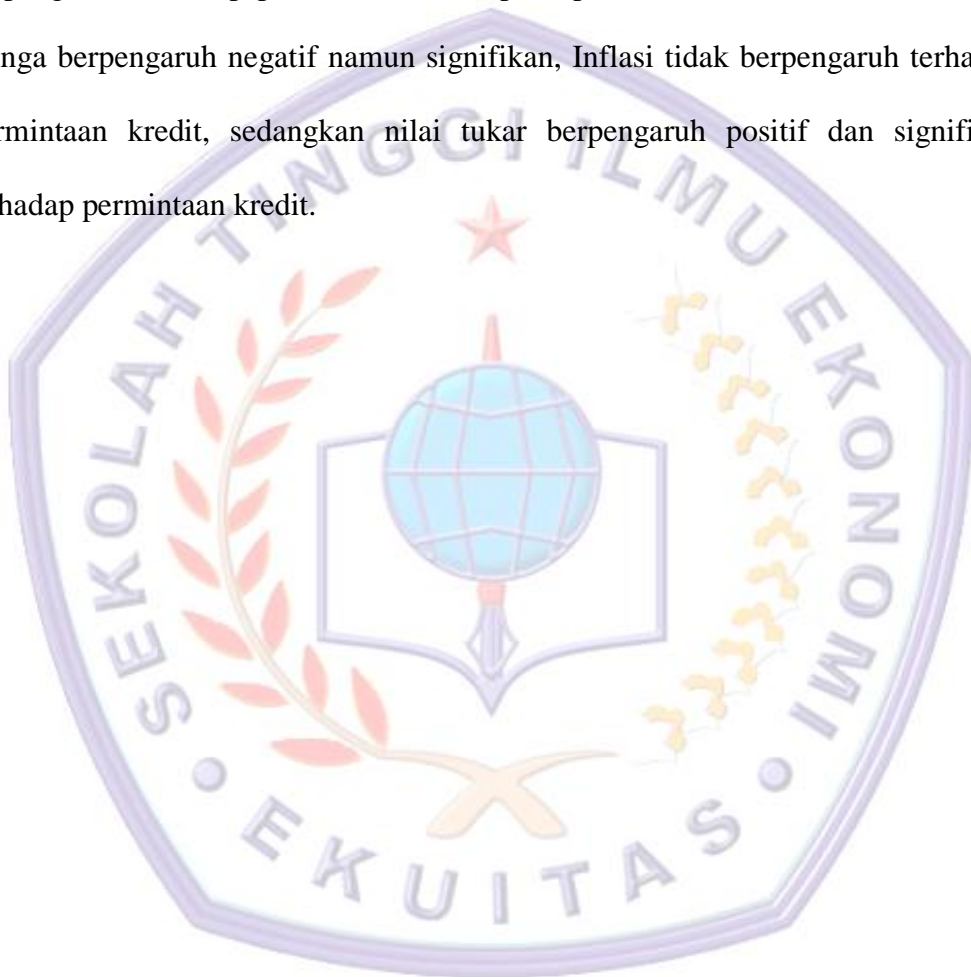 nga berpengaruh negatif namun signifikan, Inflasi tidak berpengaruh terha
rmintaan kredit, sedangkan nilai tukar berpengaruh positif dan signifi
hadap permintaan kredit.
SEKOLAH TINGGI ILMU EKONOMI
• EKUITAS •